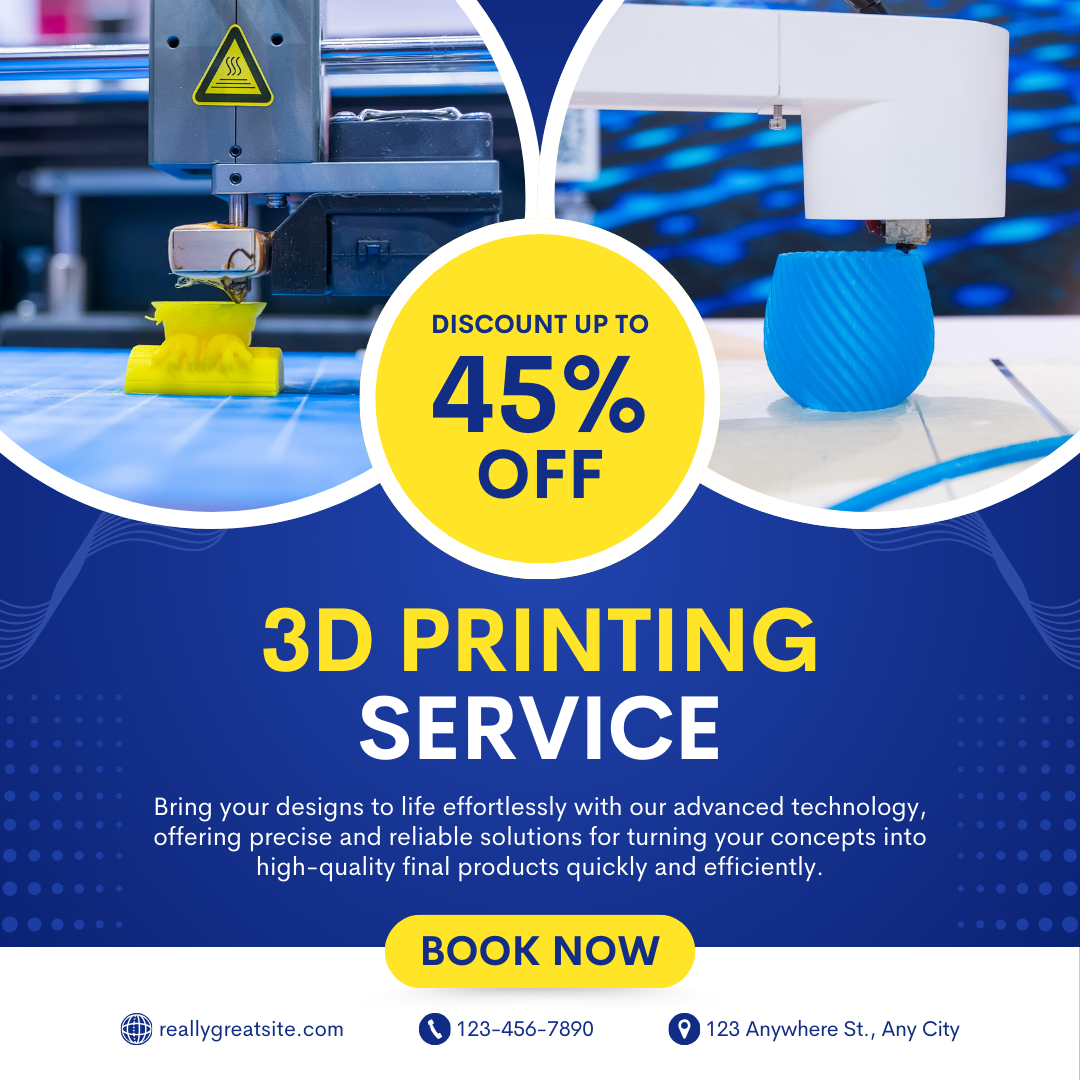 DISCOUNT UP TO
45%
OFF
3D PRINTING
SERVICE
Bring your designs to life effortlessly with our advanced technology,
offering precise and reliable solutions for turning your concepts into
high-quality final products quickly and efficiently.
BOOK NOW
reallygreatsite.com
123-456-7890
123 Anywhere St., Any City